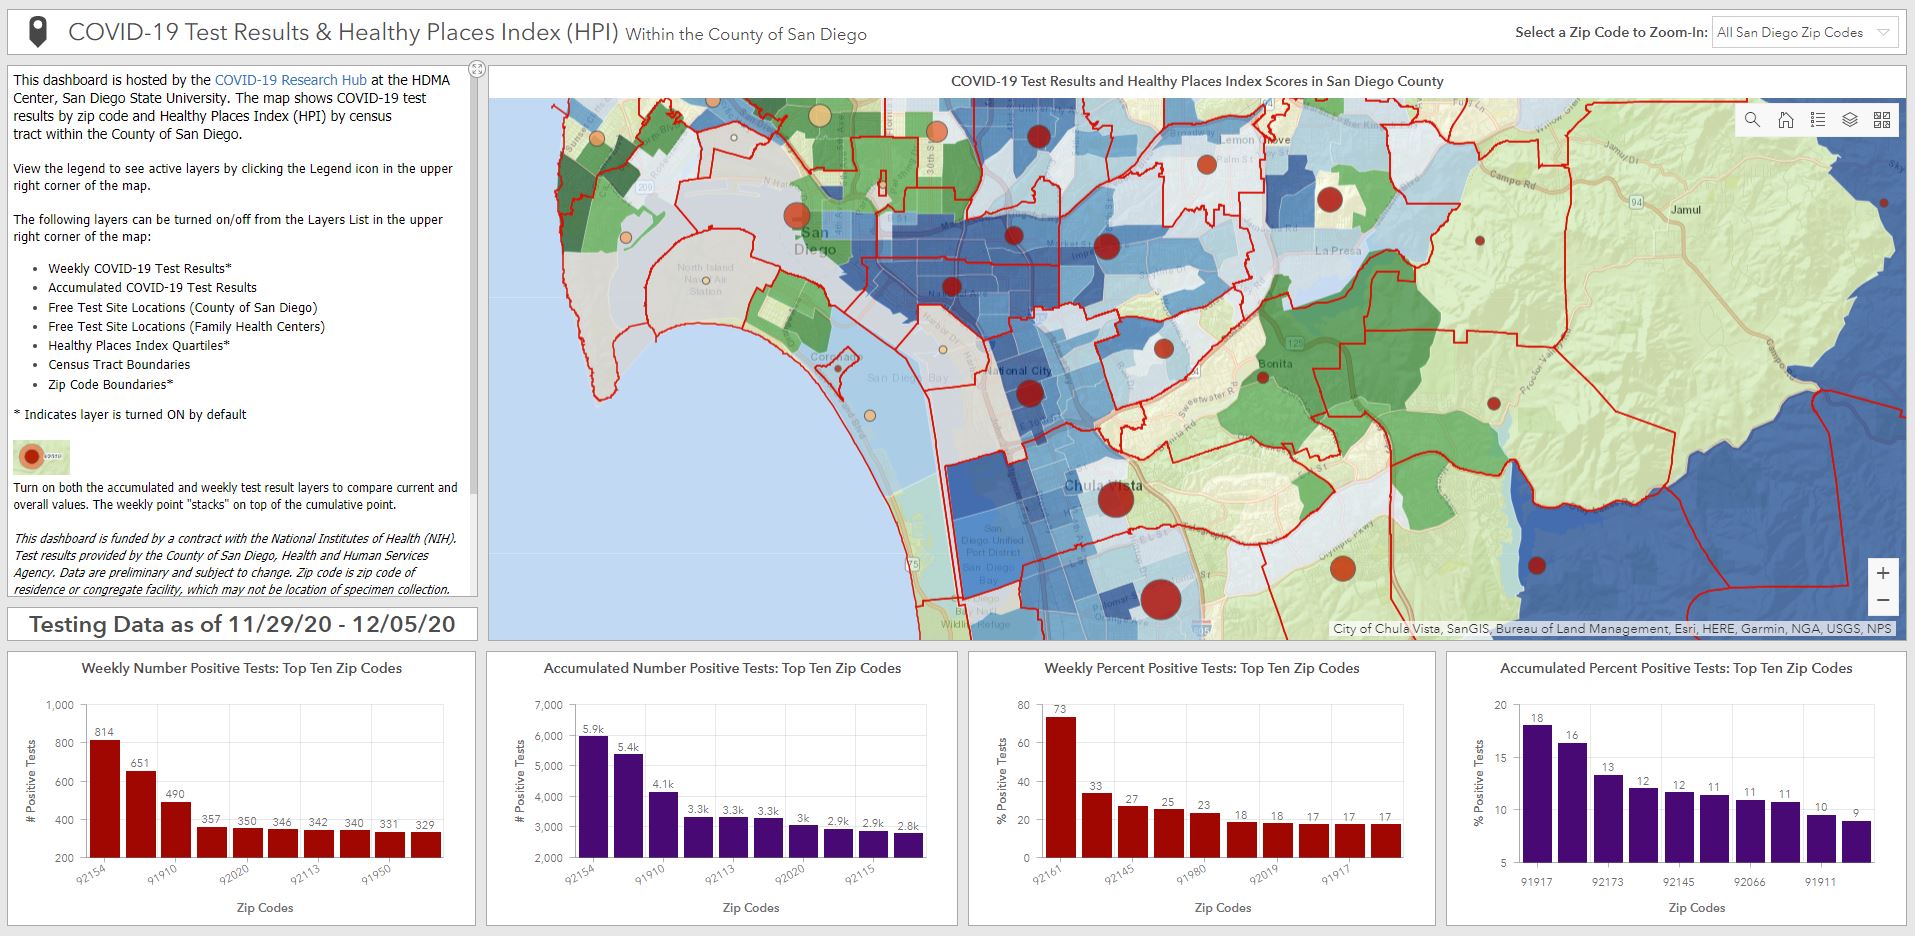 COVID-19 Test Results & Healthy Places Index (HPI) Within the County of San Diego
Select a Zip Code to Zoom-In: All San Diego Zip Codes
This dashboard is hosted by the COVID-19 Research Hub at the HDMA
Center, San Diego State University. The map shows COVID-19 test
results by zip code and Healthy Places Index (HPI) by census
tract within the County of San Diego.
View the legend to see active layers by clicking the Legend icon in the upper
right corner of the map.
The following layers can be turned on/off from the Layers List in the upper
right corner of the map:
• Weekly COVID-19 Test Results*
• Accumulated COVID-19 Test Results
• Free Test Site Locations (County of San Diego)
• Free Test Site Locations (Family Health Centers)
• Healthy Places Index Quartiles*
• Census Tract Boundaries
• Zip Code Boundaries*
* Indicates layer is turned ON by default
Turn on both the accumulated and weekly test result layers to compare current and
overall values. The weekly point "stacks" on top of the cumulative point.
This dashboard is funded by a contract with the National Institutes of Health (NIH).
Test results provided by the County of San Diego, Health and Human Services
Agency. Data are preliminary and subject to change. Zip code is zip code of
residence or congregate facility, which may not be location of specimen collection.
Testing Data as of 11/29/20 - 12/05/20
COVID-19 Test Results and Healthy Places Index Scores in San Diego County
Broadway
Lemon Grove
Palm St
30th St
209
Jamul Dr
Campo Rd
94
Jamul
Sky
San
Diego
Market St
La Presa
North Island
Naval Air
Station
National Ave
Harbor Dr
Coronado
San Diego Bay
National City
E 30th St
Sweetwater Rd
125
Bonita
Proctor Valley Rd
Campo Rd
Chula Vista
Telegraph
E L St
Olympic Pkwy
75
San
Diego Unified
Port District
San Diego
Bay
San Diego
Bay Nat'l
Wildlife Refuge
Palomar St
Orange Ave
805
City of Chula Vista, SanGIS, Bureau of Land Management, Esri, HERE, Garmin, NGA, USGS, NPS
+
−
Weekly Number Positive Tests: Top Ten Zip Codes
# Positive Tests
1,000
800
600
400
200
814
651
490
357
350
346
342
340
331
329
92154
91910
92020
92113
91950
Zip Codes
Accumulated Number Positive Tests: Top Ten Zip Codes
# Positive Tests
7,000
6,000
5,000
4,000
3,000
2,000
5.9k
5.4k
4.1k
3.3k
3.3k
3.3k
3k
2.9k
2.9k
2.8k
92154
91910
92113
92020
92115
Zip Codes
Weekly Percent Positive Tests: Top Ten Zip Codes
% Positive Tests
80
60
40
20
0
73
33
27
25
23
18
18
17
17
17
92161
92145
91980
92019
91917
Zip Codes
Accumulated Percent Positive Tests: Top Ten Zip Codes
% Positive Tests
20
15
10
5
18
16
13
12
12
11
11
11
10
9
91917
92173
92145
92066
91911
Zip Codes